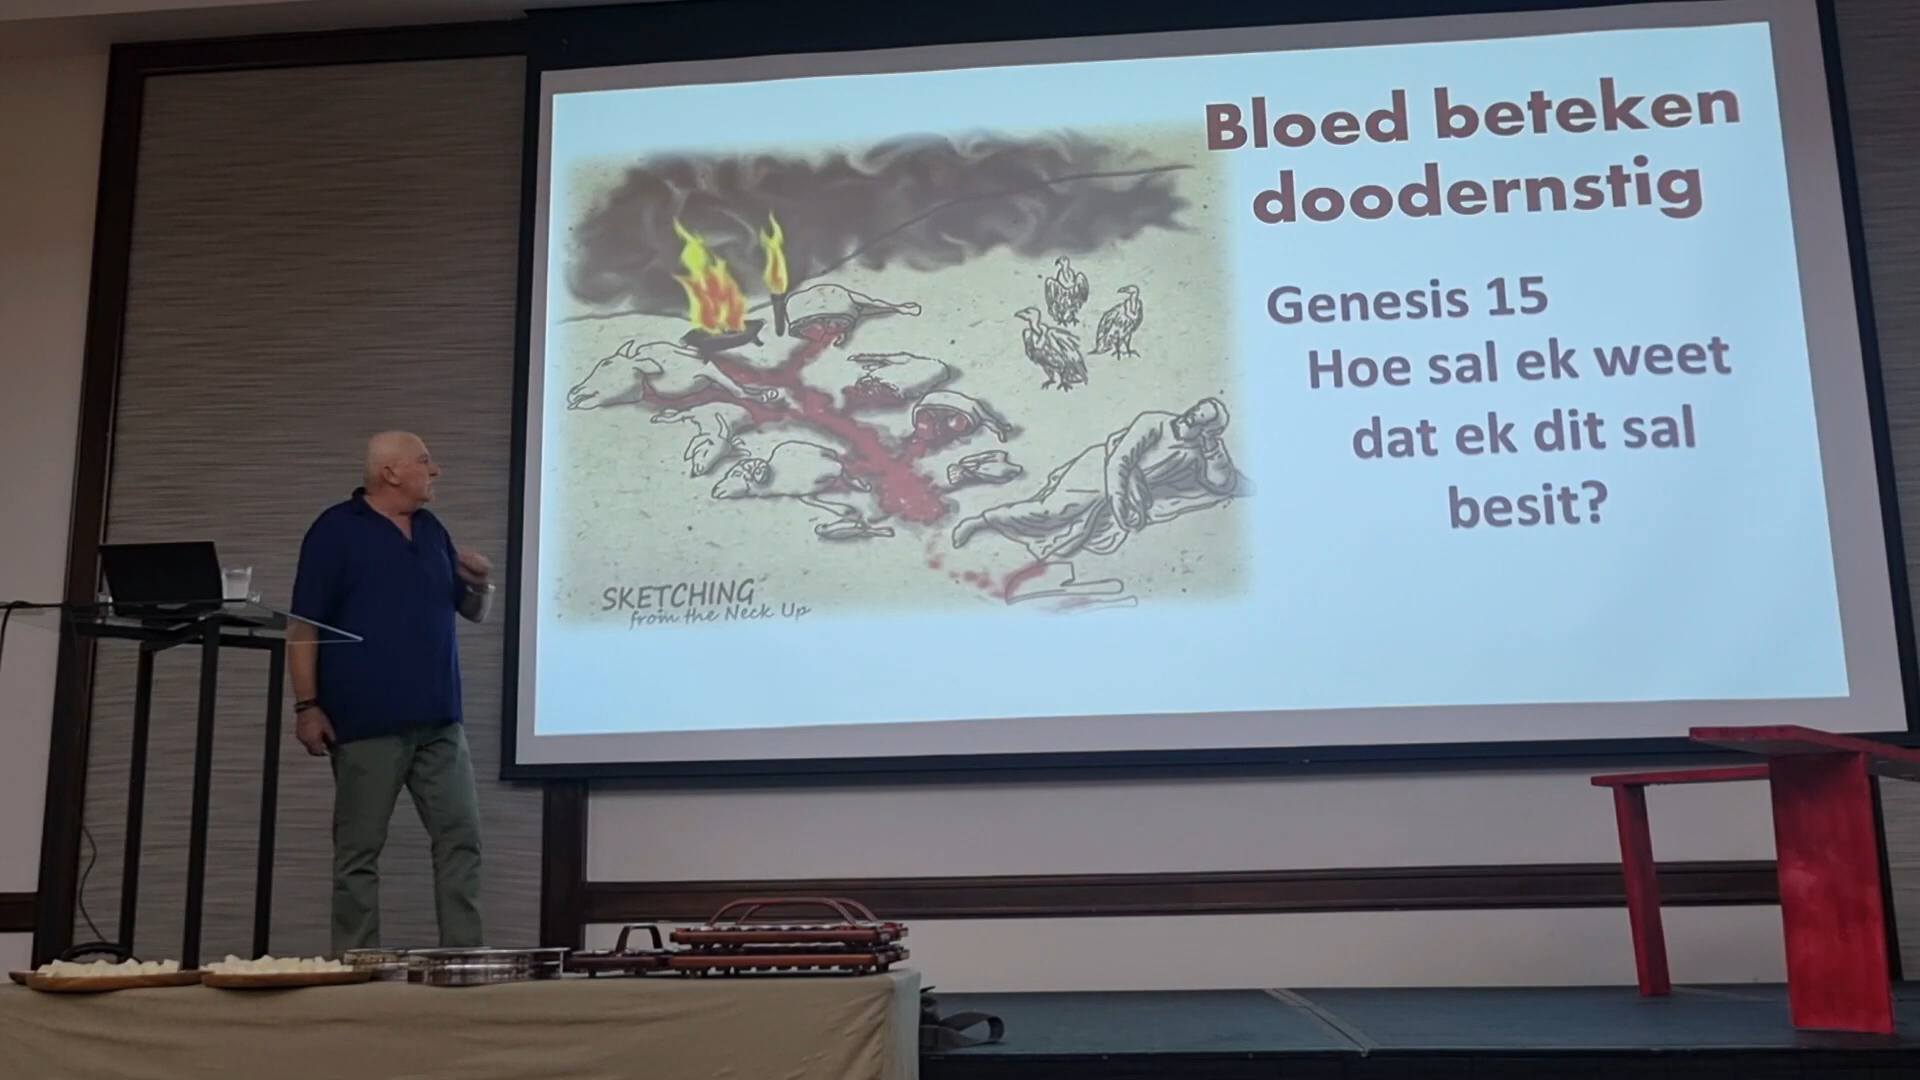 Bloed beteken
doodernstig
Genesis 15
Hoe sal ek weet
dat ek dit sal
besit?
SKETCHING
from the Neck Up